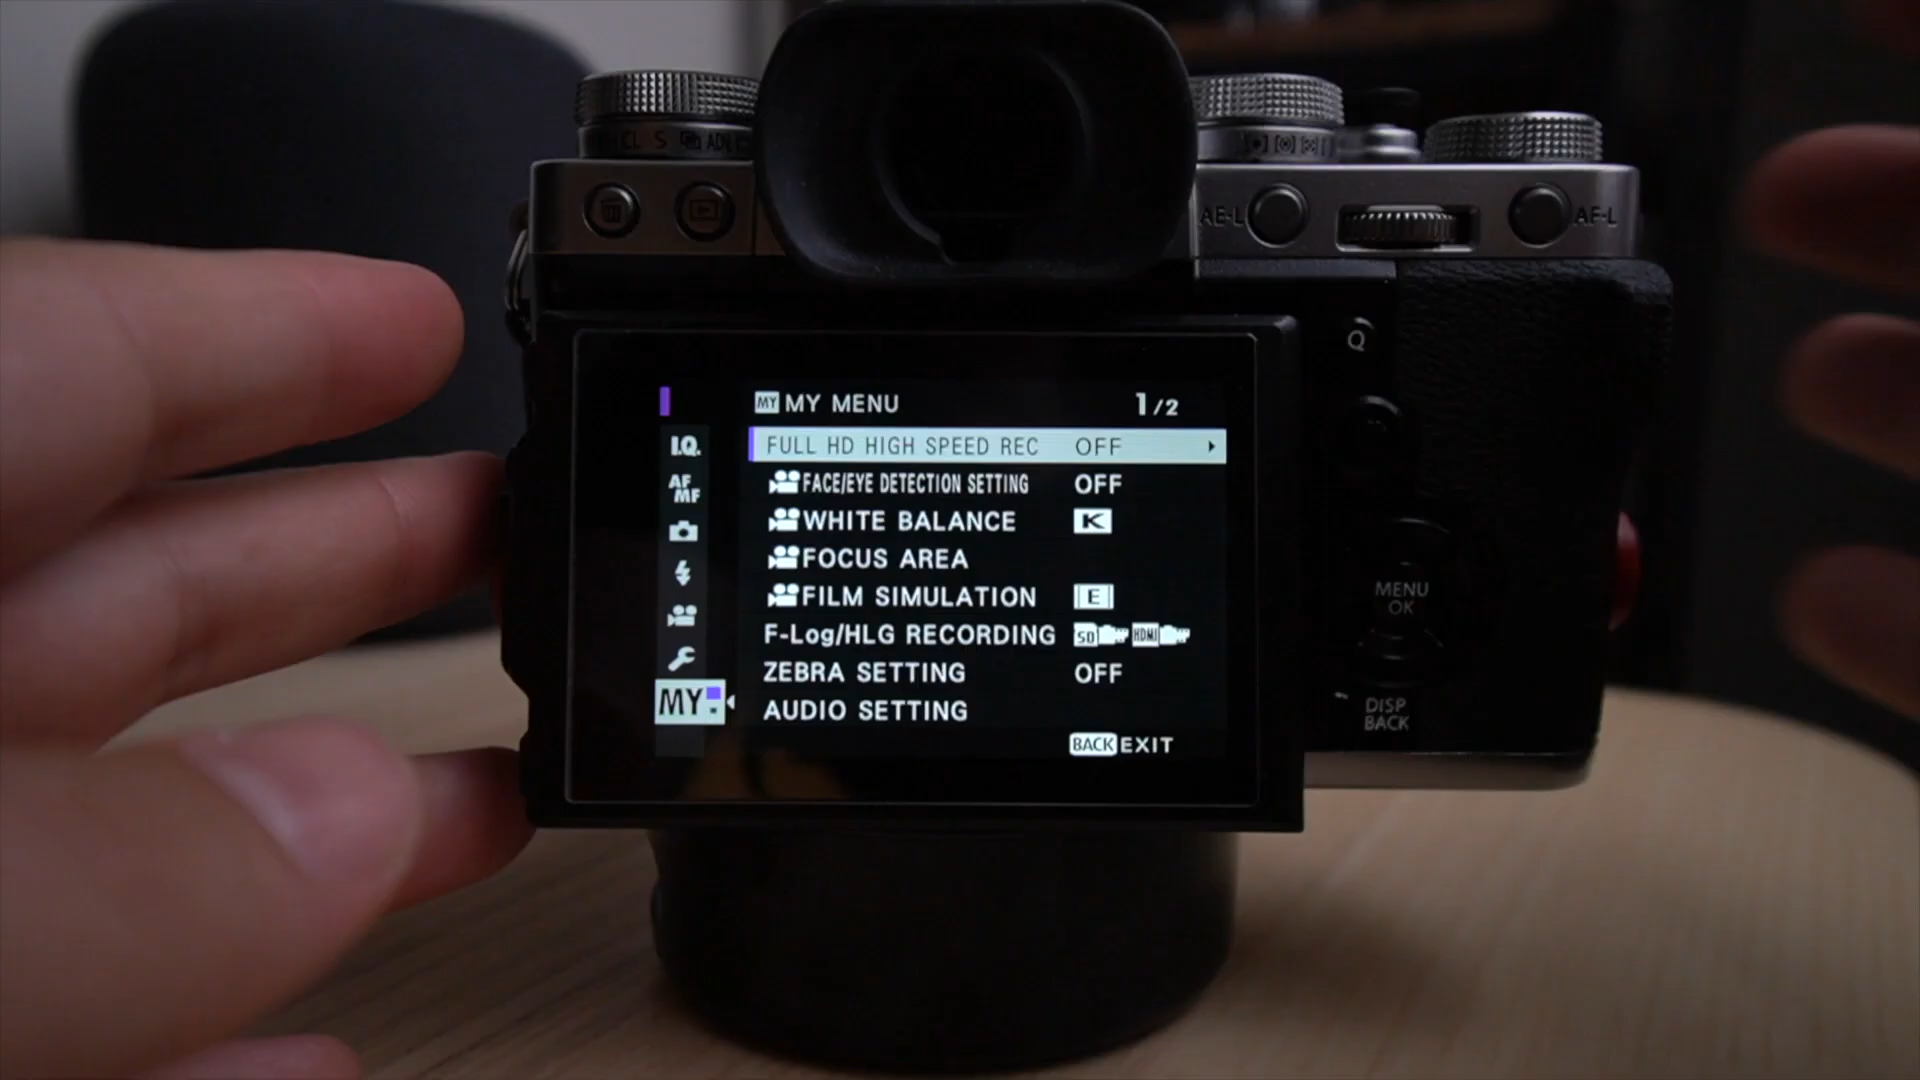 CL S ADV
AE-L
AF-L
Q
MY MENU 1/2
I.Q.
FULL HD HIGH SPEED REC OFF
AF MF
FACE/EYE DETECTION SETTING OFF
WHITE BALANCE K
FOCUS AREA
FILM SIMULATION E
F-Log/HLG RECORDING SD HDMI
ZEBRA SETTING OFF
MY
AUDIO SETTING
BACK EXIT
MENU
OK
DISP
BACK